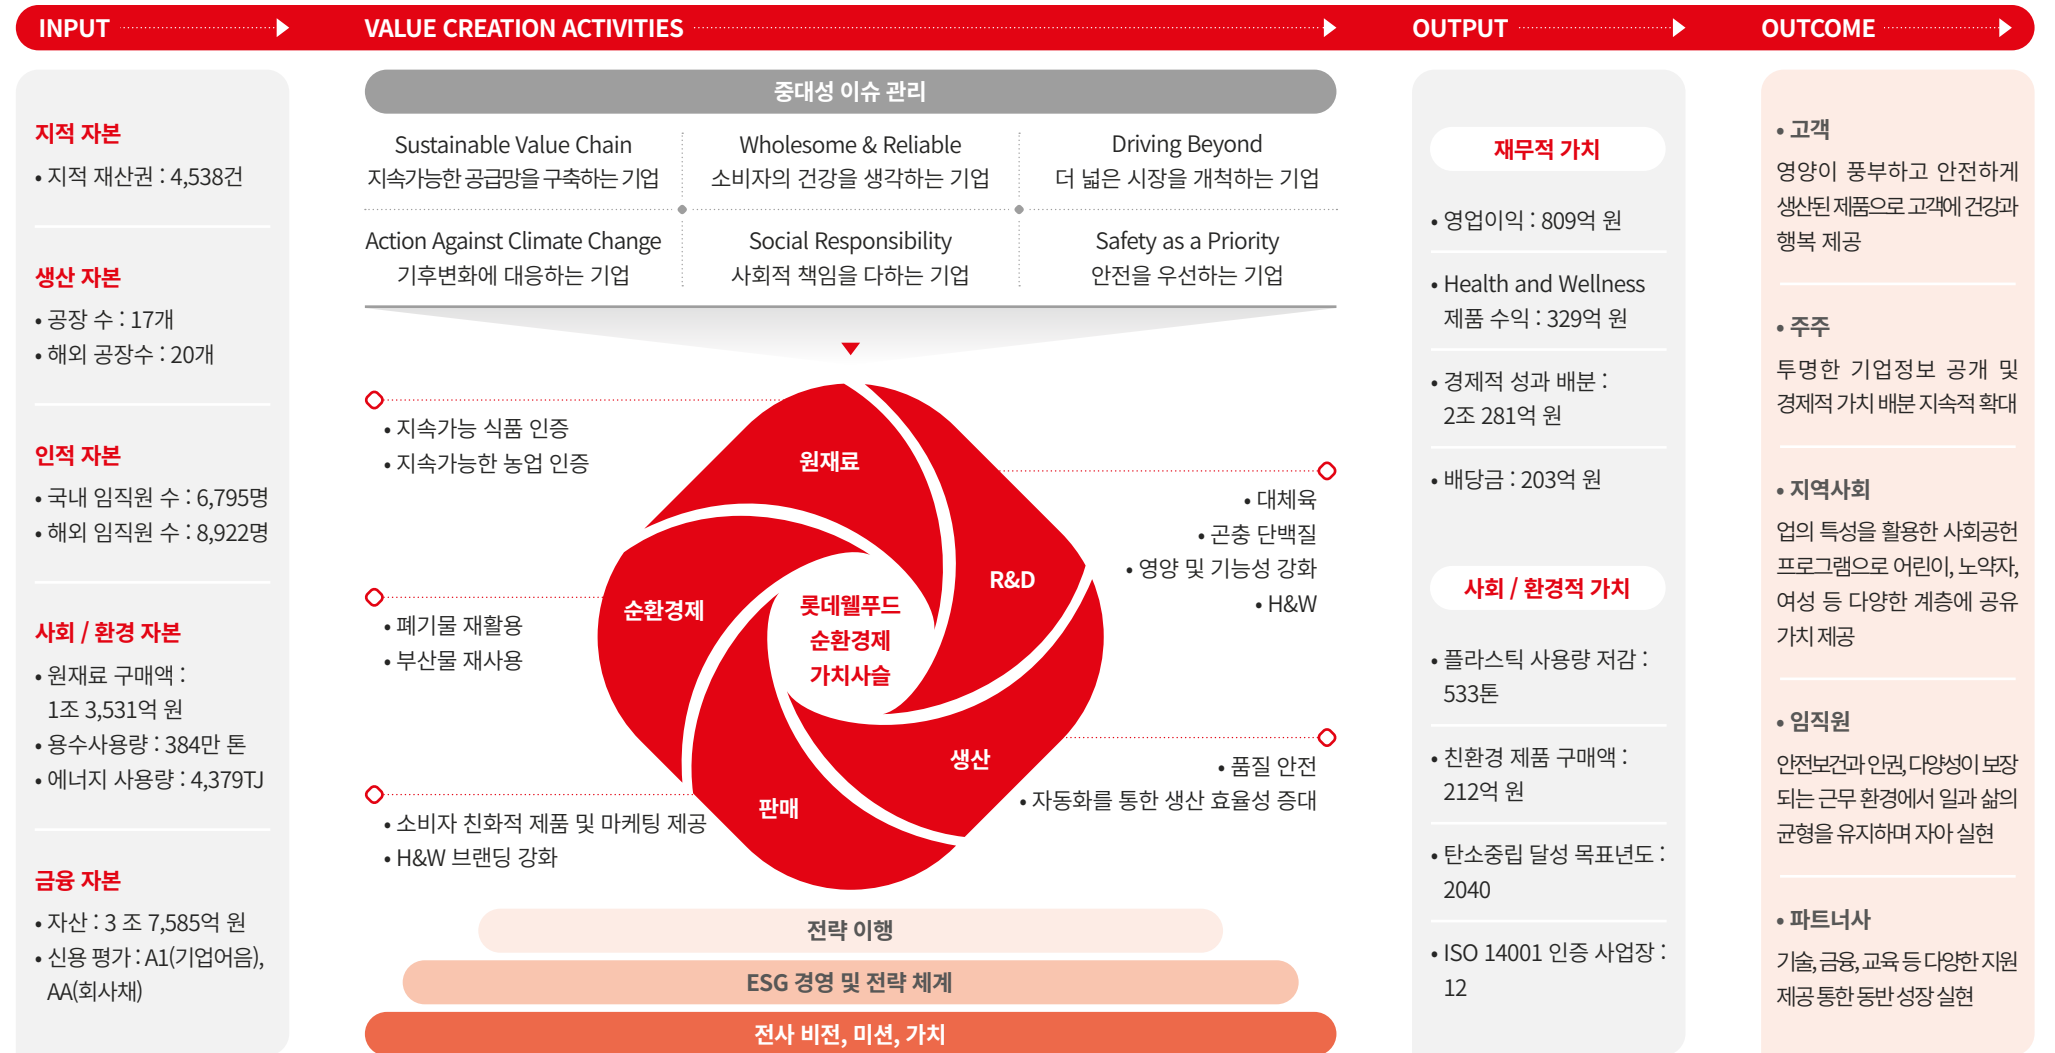 INPUT
VALUE CREATION ACTIVITIES
OUTPUT
OUTCOME
지적 자본
• 지적 재산권 : 4,538건
생산 자본
• 공장 수 : 17개
• 해외 공장수 : 20개
인적 자본
• 국내 임직원 수 : 6,795명
• 해외 임직원 수 : 8,922명
사회 / 환경 자본
• 원재료 구매액 :
1조 3,531억 원
• 용수사용량 : 384만 톤
• 에너지 사용량 : 4,379TJ
금융 자본
• 자산 : 3 조 7,585억 원
• 신용 평가 : A1(기업어음),
AA(회사채)
중대성 이슈 관리
Sustainable Value Chain
지속가능한 공급망을 구축하는 기업
Wholesome & Reliable
소비자의 건강을 생각하는 기업
Driving Beyond
더 넓은 시장을 개척하는 기업
Action Against Climate Change
기후변화에 대응하는 기업
Social Responsibility
사회적 책임을 다하는 기업
Safety as a Priority
안전을 우선하는 기업
• 지속가능 식품 인증
• 지속가능한 농업 인증
원재료
• 대체육
• 곤충 단백질
• 영양 및 기능성 강화
• H&W
R&D
• 폐기물 재활용
• 부산물 재사용
순환경제
롯데웰푸드
순환경제
가치사슬
생산
• 품질 안전
• 자동화를 통한 생산 효율성 증대
판매
• 소비자 친화적 제품 및 마케팅 제공
• H&W 브랜딩 강화
전략 이행
ESG 경영 및 전략 체계
전사 비전, 미션, 가치
재무적 가치
• 영업이익 : 809억 원
• Health and Wellness
제품 수익 : 329억 원
• 경제적 성과 배분 :
2조 281억 원
• 배당금 : 203억 원
사회 / 환경적 가치
• 플라스틱 사용량 저감 :
533톤
• 친환경 제품 구매액 :
212억 원
• 탄소중립 달성 목표년도 :
2040
• ISO 14001 인증 사업장 :
12
• 고객
영양이 풍부하고 안전하게
생산된 제품으로 고객에 건강과
행복 제공
• 주주
투명한 기업정보 공개 및
경제적 가치 배분 지속적 확대
• 지역사회
업의 특성을 활용한 사회공헌
프로그램으로 어린이, 노약자,
여성 등 다양한 계층에 공유
가치 제공
• 임직원
안전보건과 인권, 다양성이 보장
되는 근무 환경에서 일과 삶의
균형을 유지하며 자아 실현
• 파트너사
기술, 금융, 교육 등 다양한 지원
제공 통한 동반 성장 실현